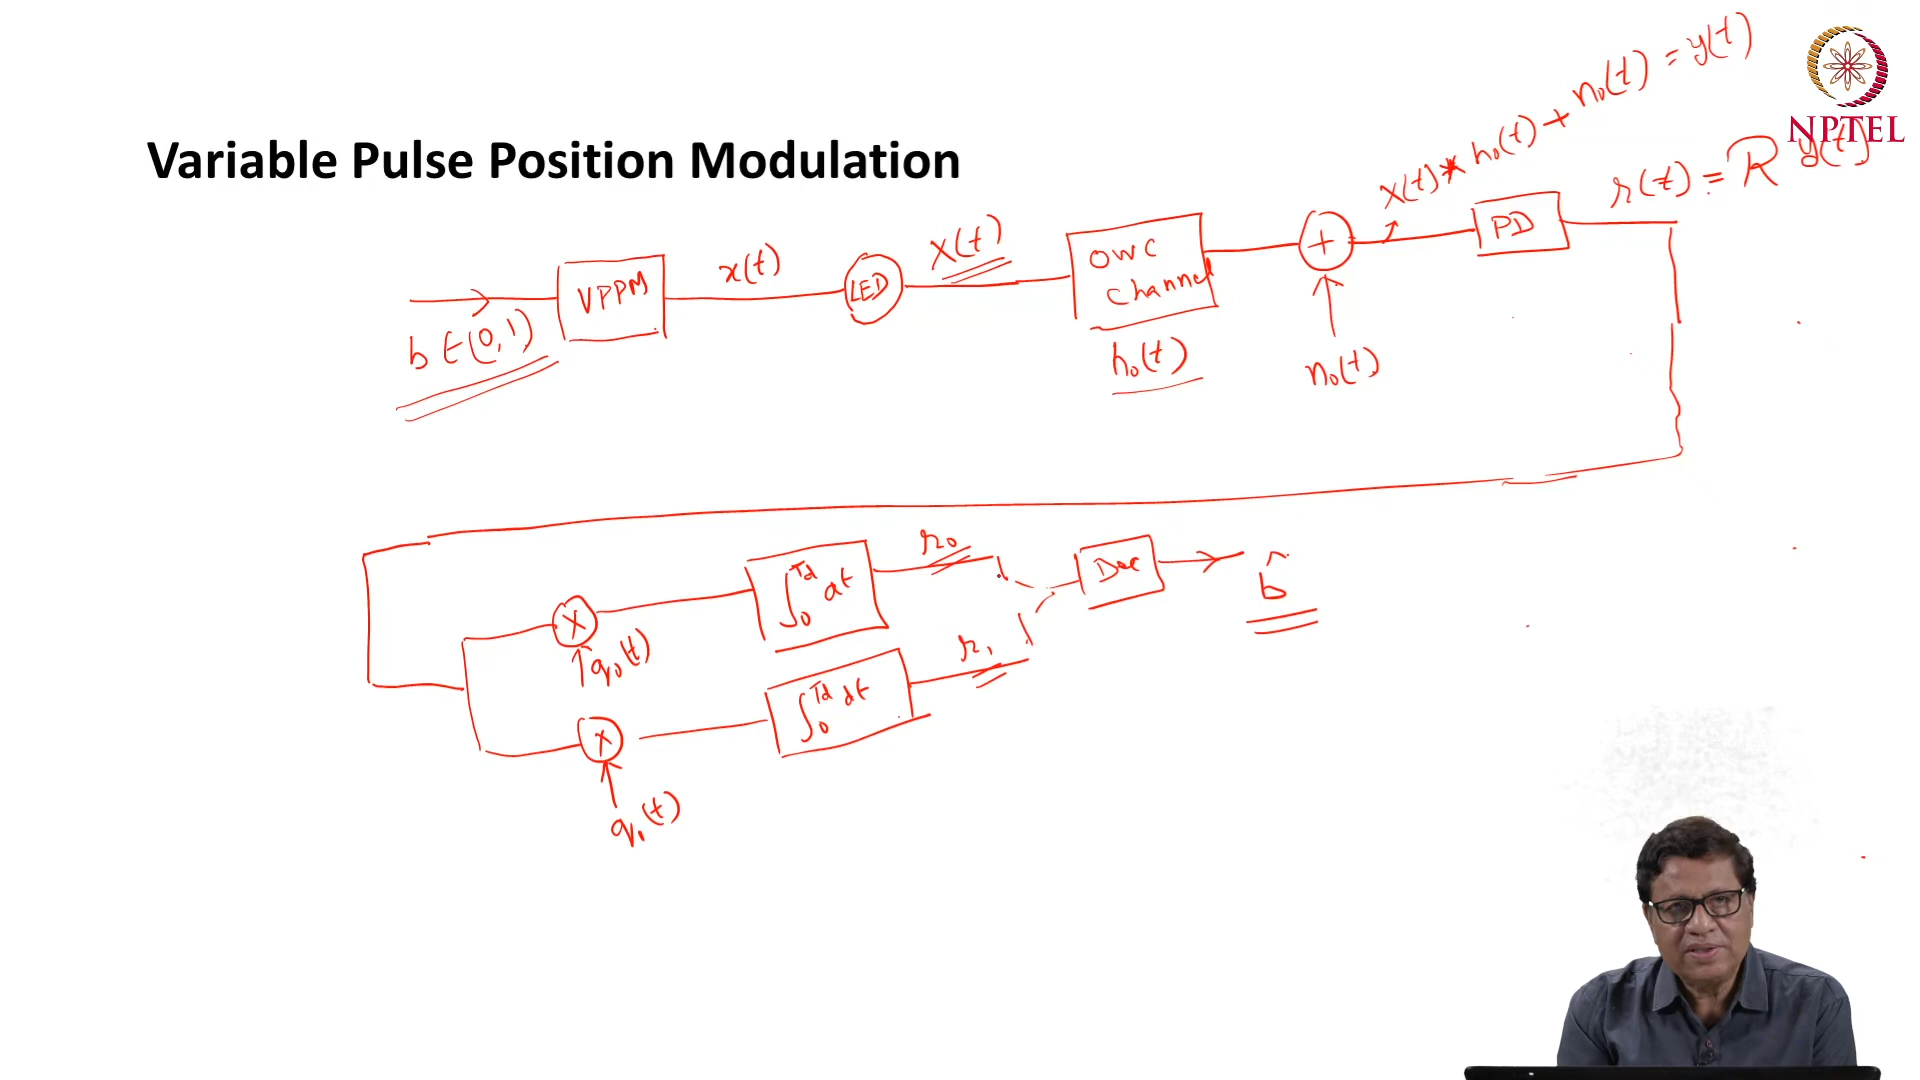 NPTEL
Variable Pulse Position Modulation
x(t) * h₀(t) + n₀(t) = y(t)
r(t) = R y(t)
b ∈ (0,1)
VPPM
x(t)
LED
X(t)
OWC
Channel
h₀(t)
+
n₀(t)
PD
X
q₀(t)
∫₀^Td dt
r₀
X
q₁(t)
∫₀^Td dt
r₁
Dec
b̂